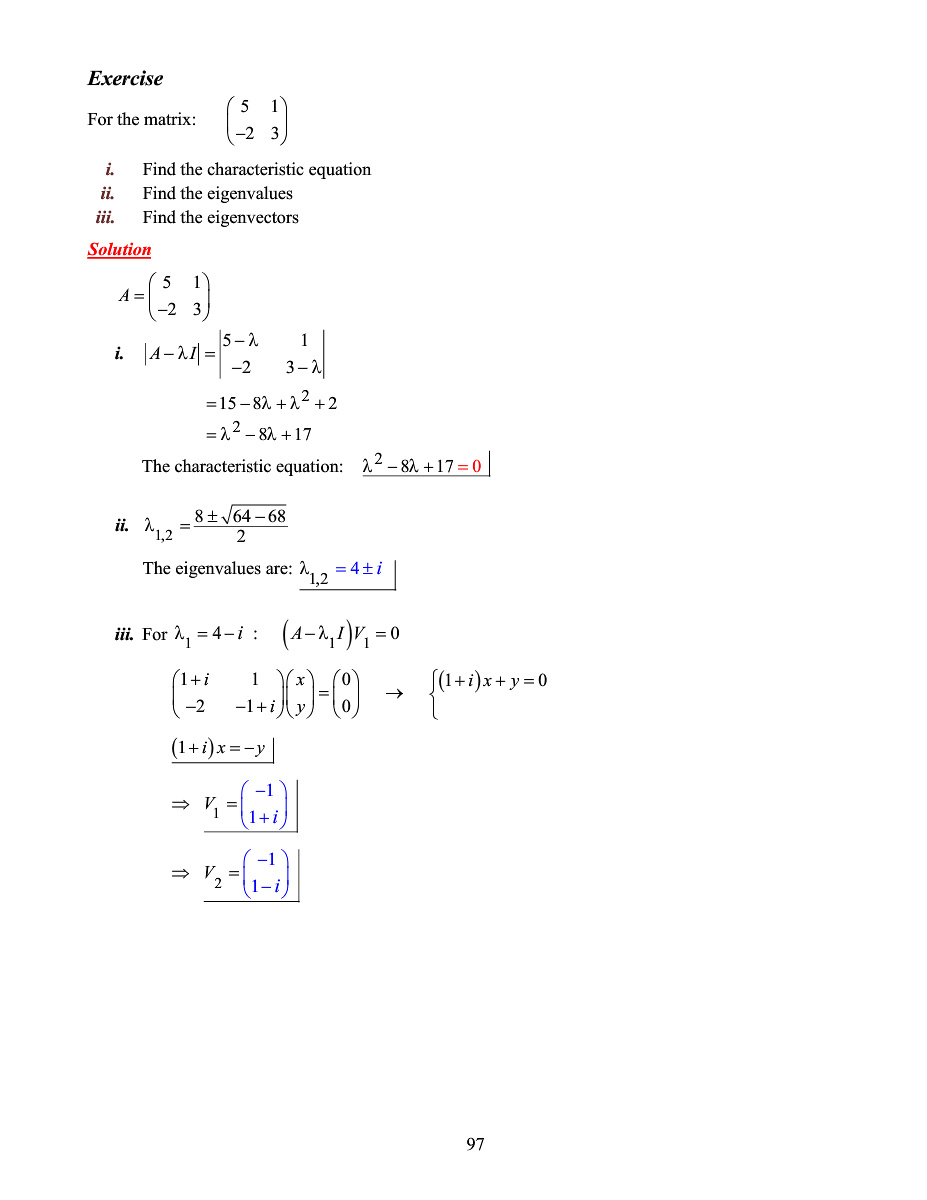 Exercise
For the matrix: $\begin{pmatrix} 5 & 1 \\ -2 & 3 \end{pmatrix}$
i. Find the characteristic equation
ii. Find the eigenvalues
iii. Find the eigenvectors
Solution
$A = \begin{pmatrix} 5 & 1 \\ -2 & 3 \end{pmatrix}$
i. $|A - \lambda I| = \begin{vmatrix} 5-\lambda & 1 \\ -2 & 3-\lambda \end{vmatrix}$
$= 15 - 8\lambda + \lambda^2 + 2$
$= \lambda^2 - 8\lambda + 17$
The characteristic equation: $\lambda^2 - 8\lambda + 17 = 0$
ii. $\lambda_{1,2} = \frac{8 \pm \sqrt{64-68}}{2}$
The eigenvalues are: $\lambda_{1,2} = 4 \pm i$
iii. For $\lambda_1 = 4 - i$ : $(A - \lambda_1 I)V_1 = 0$
$\begin{pmatrix} 1+i & 1 \\ -2 & -1+i \end{pmatrix} \begin{pmatrix} x \\ y \end{pmatrix} = \begin{pmatrix} 0 \\ 0 \end{pmatrix} \rightarrow \begin{cases} (1+i)x + y = 0 \\ \end{cases}$
$(1+i)x = -y$
$\Rightarrow V_1 = \begin{pmatrix} -1 \\ 1+i \end{pmatrix}$
$\Rightarrow V_2 = \begin{pmatrix} -1 \\ 1-i \end{pmatrix}$
97